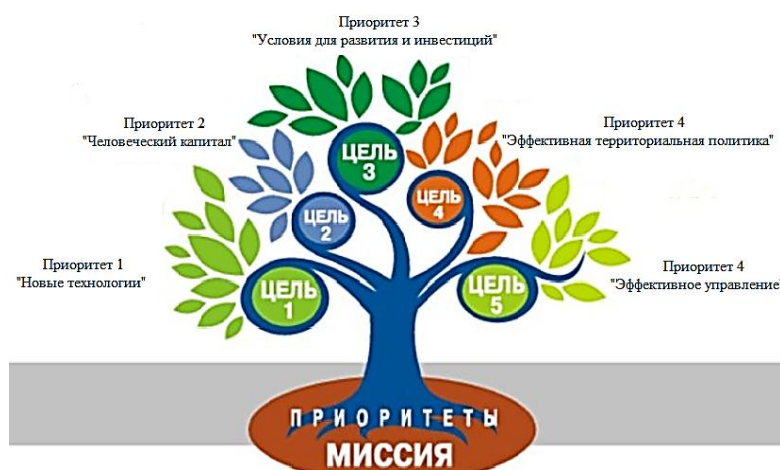 Приоритет 3
"Условия для развития и инвестиций"
Приоритет 2
"Человеческий капитал"
Приоритет 4
"Эффективная территориальная политика"
ЦЕЛЬ
3
ЦЕЛЬ
4
ЦЕЛЬ
2
Приоритет 1
"Новые технологии"
ЦЕЛЬ
1
ЦЕЛЬ
5
Приоритет 4
"Эффективное управление
ПРИОРИТЕТЫ
МИССИЯ